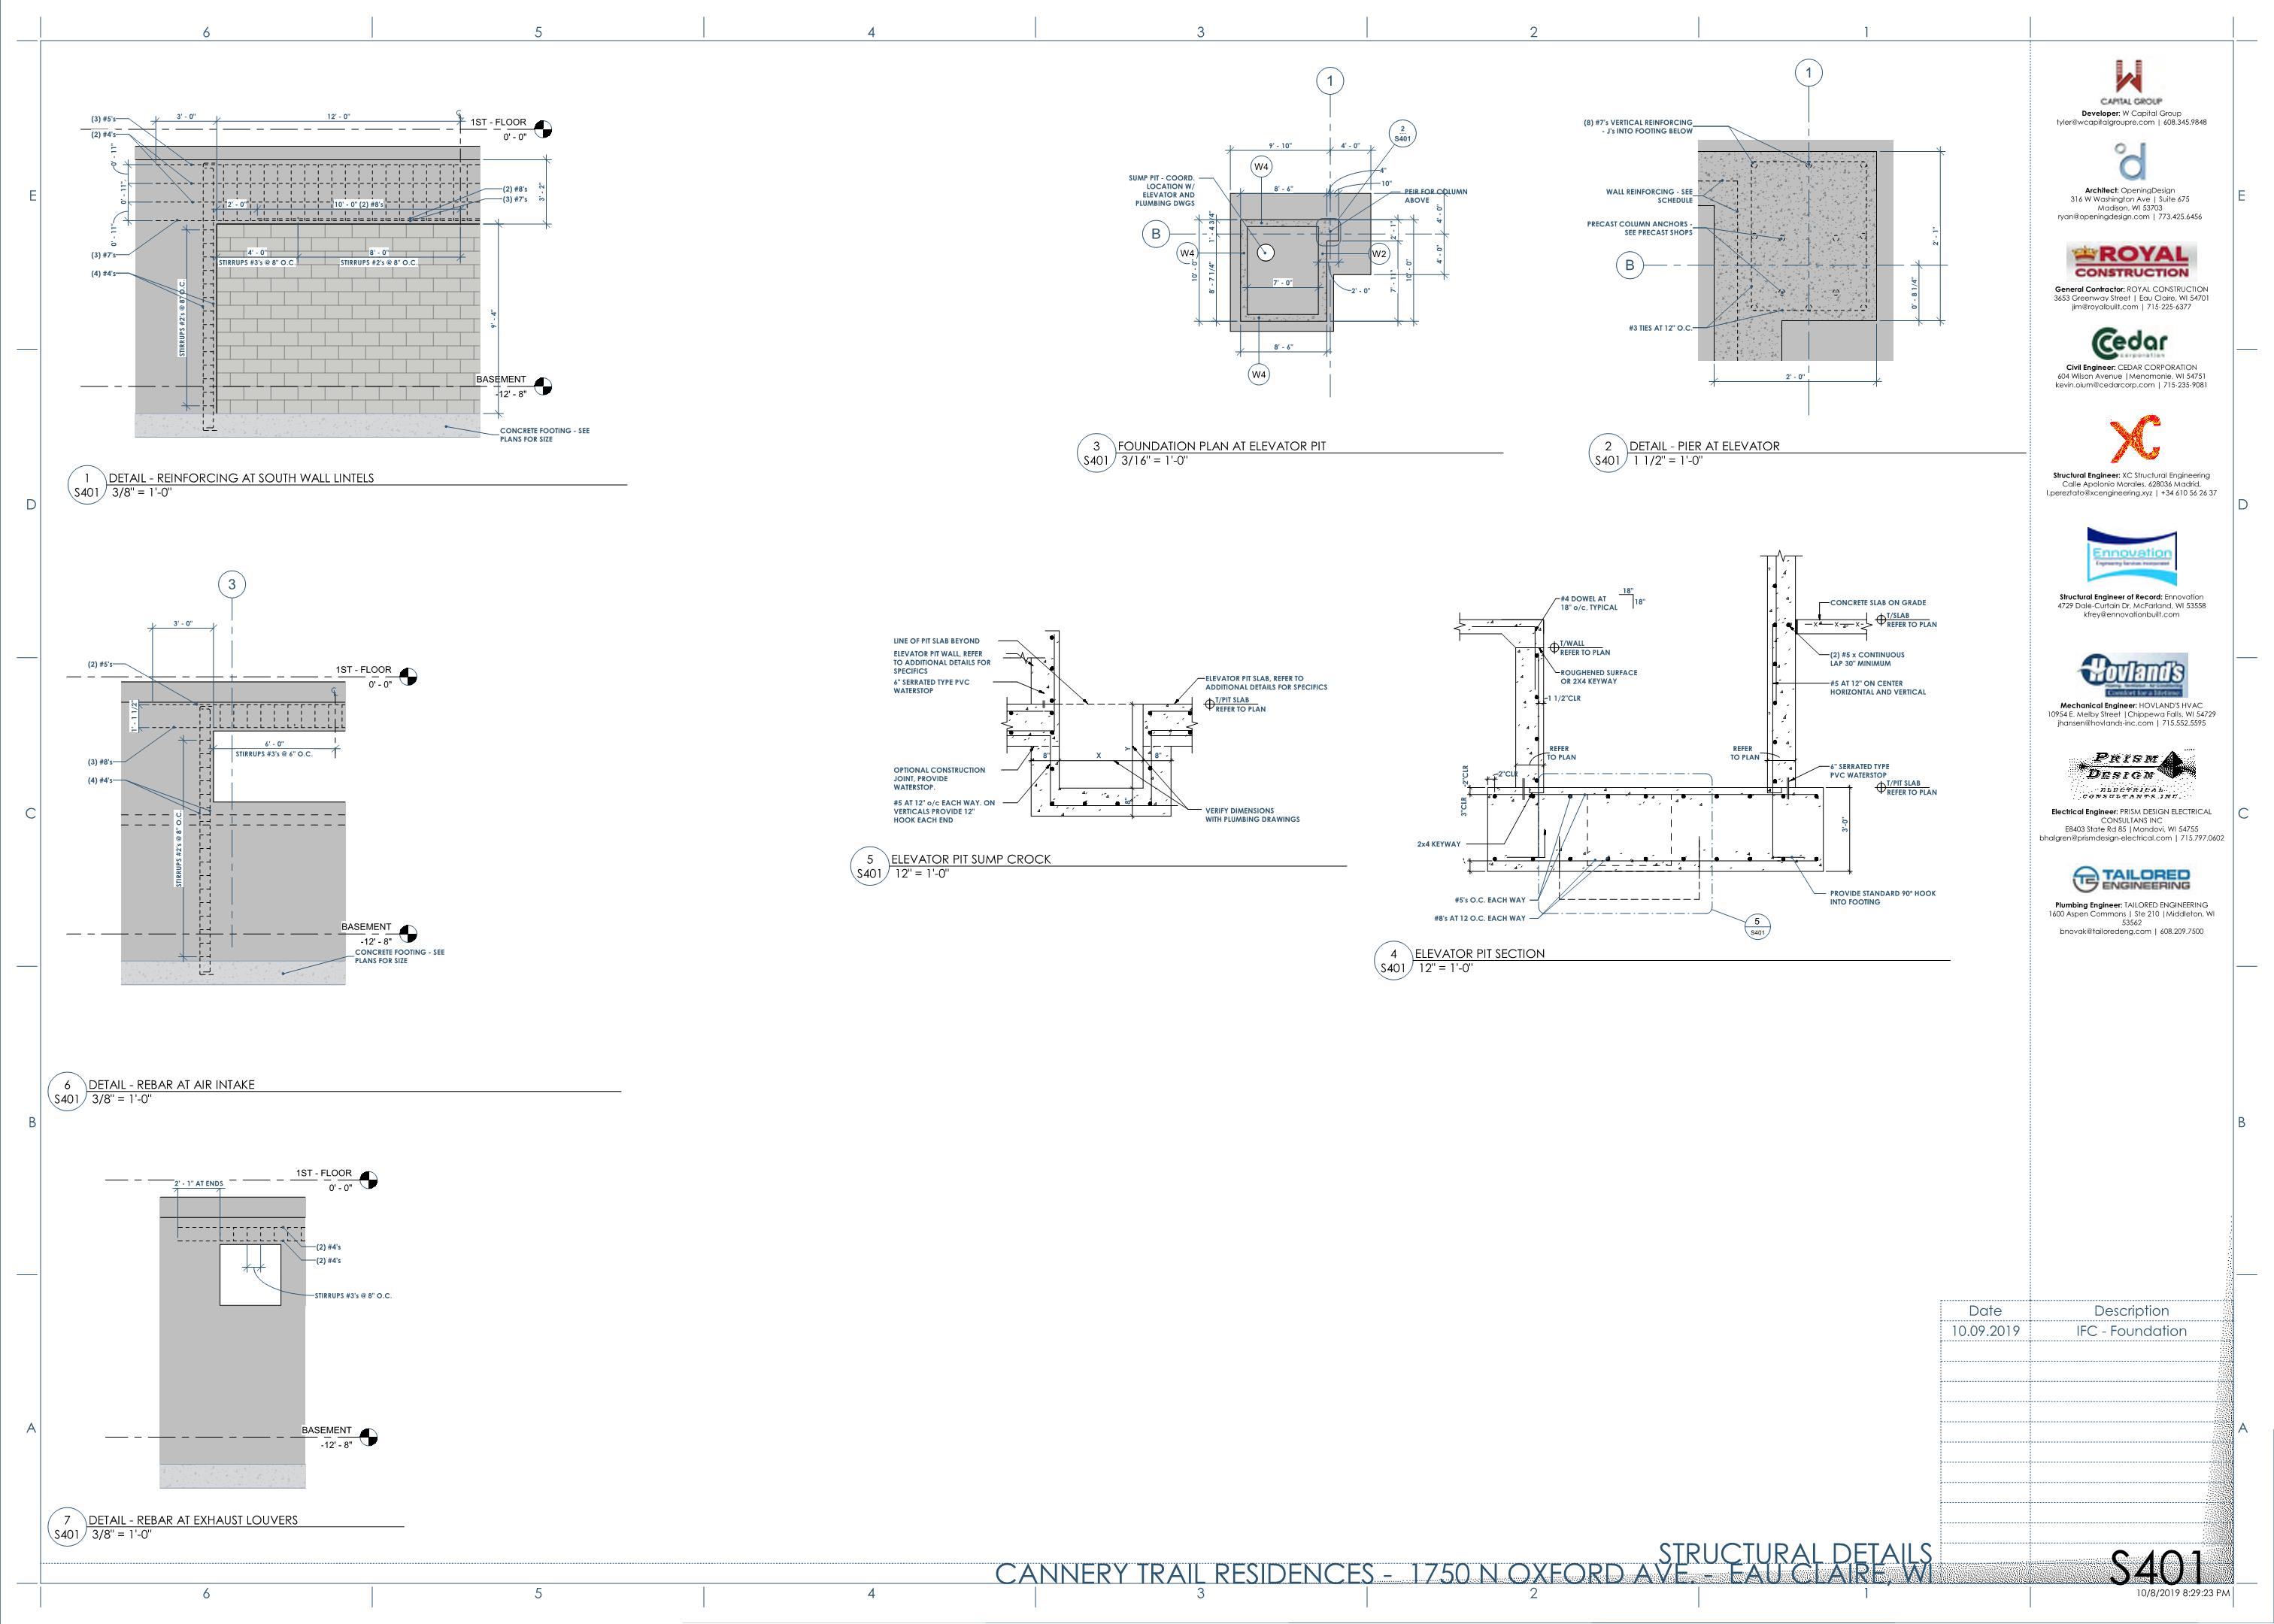 6
5
4
3
2
1
E
D
C
B
A
(3) #5's
(2) #4's
3' - 0"
12' - 0"
1ST - FLOOR
0' - 0"
0' - 11"
0' - 11"
0' - 11"
2' - 0"
10' - 0" (2) #8's
(2) #8's
(3) #7's
3' - 2"
(3) #7's
(4) #4's
4' - 0"
STIRRUPS #3's @ 8" O.C.
8' - 0"
STIRRUPS #2's @ 8" O.C.
STIRRUPS #2's @ 8" O.C.
9' - 4"
BASEMENT
-12' - 8"
CONCRETE FOOTING - SEE
PLANS FOR SIZE
1
S401
DETAIL - REINFORCING AT SOUTH WALL LINTELS
3/8" = 1'-0"
1
2
S401
9' - 10"
4' - 0"
W4
SUMP PIT - COORD.
LOCATION W/
ELEVATOR AND
PLUMBING DWGS
8' - 6"
4"
10"
PEIR FOR COLUMN
ABOVE
B
W4
W2
1' - 4 3/4"
8' - 7 1/4"
10' - 0"
7' - 0"
2' - 0"
2' - 1"
7' - 11"
10' - 0"
4' - 0"
4' - 0"
8' - 6"
W4
3
S401
FOUNDATION PLAN AT ELEVATOR PIT
3/16" = 1'-0"
1
(8) #7'S VERTICAL REINFORCING
- J's INTO FOOTING BELOW
WALL REINFORCING - SEE
SCHEDULE
PRECAST COLUMN ANCHORS -
SEE PRECAST SHOPS
B
#3 TIES AT 12" O.C.
2' - 1"
0' - 8 1/4"
2' - 0"
2
S401
DETAIL - PIER AT ELEVATOR
1 1/2" = 1'-0"
3
3' - 0"
(2) #5's
1ST - FLOOR
0' - 0"
1' - 1 1/2"
6' - 0"
STIRRUPS #3's @ 6" O.C.
(3) #8's
(4) #4's
STIRRUPS #2's @ 8" O.C.
BASEMENT
-12' - 8"
CONCRETE FOOTING - SEE
PLANS FOR SIZE
6
S401
DETAIL - REBAR AT AIR INTAKE
3/8" = 1'-0"
LINE OF PIT SLAB BEYOND
ELEVATOR PIT WALL, REFER
TO ADDITIONAL DETAILS FOR
SPECIFICS
6" SERRATED TYPE PVC
WATERSTOP
ELEVATOR PIT SLAB, REFER TO
ADDITIONAL DETAILS FOR SPECIFICS
T/PIT SLAB
REFER TO PLAN
8"
X
Y
8"
8"
OPTIONAL CONSTRUCTION
JOINT, PROVIDE
WATERSTOP.
#5 AT 12" o/c EACH WAY. ON
VERTICALS PROVIDE 12"
HOOK EACH END
VERIFY DIMENSIONS
WITH PLUMBING DRAWINGS
5
S401
ELEVATOR PIT SUMP CROCK
12" = 1'-0"
#4 DOWEL AT
18" o/c, TYPICAL
18"
18"
T/WALL
REFER TO PLAN
ROUGHENED SURFACE
OR 2X4 KEYWAY
1 1/2"CLR
REFER
TO PLAN
2"CLR
2"CLR
3"CLR
2x4 KEYWAY
#5's O.C. EACH WAY
#8's AT 12 O.C. EACH WAY
CONCRETE SLAB ON GRADE
T/SLAB
REFER TO PLAN
(2) #5 x CONTINUOUS
LAP 30" MINIMUM
#5 AT 12" ON CENTER
HORIZONTAL AND VERTICAL
REFER
TO PLAN
6" SERRATED TYPE
PVC WATERSTOP
T/PIT SLAB
REFER TO PLAN
3'-0"
PROVIDE STANDARD 90° HOOK
INTO FOOTING
5
S401
4
S401
ELEVATOR PIT SECTION
12" = 1'-0"
1ST - FLOOR
0' - 0"
2' - 1" AT ENDS
(2) #4's
(2) #4's
STIRRUPS #3's @ 8" O.C.
BASEMENT
-12' - 8"
7
S401
DETAIL - REBAR AT EXHAUST LOUVERS
3/8" = 1'-0"
CAPITAL GROUP
Developer: W Capital Group
tyler@wcapitalgroupre.com | 608.345.9848
Architect: OpeningDesign
316 W Washington Ave | Suite 675
Madison, WI 53703
ryan@openingdesign.com | 773.425.6456
ROYAL
CONSTRUCTION
General Contractor: ROYAL CONSTRUCTION
3653 Greenway Street | Eau Claire, WI 54701
jim@royalbuilt.com | 715-225-6377
Cedar
corporation
Civil Engineer: CEDAR CORPORATION
604 Wilson Avenue |Menomonie, WI 54751
kevin.oium@cedarcorp.com | 715-235-9081
XC
Structural Engineer: XC Structural Engineering
Calle Apolonio Morales, 628036 Madrid,
l.pereztato@xcengineering.xyz | +34 610 56 26 37
Ennovation
Engineering Services Incorporated
Structural Engineer of Record: Ennovation
4729 Dale-Curtain Dr, McFarland, WI 53558
kfrey@ennovationbuilt.com
Hovland's
Comfort for a lifetime
Mechanical Engineer: HOVLAND'S HVAC
10954 E. Melby Street |Chippewa Falls, WI 54729
jhansen@hovlands-inc.com | 715.552.5595
PRISM
DESIGN
ELECTRICAL
CONSULTANTS INC.
Electrical Engineer: PRISM DESIGN ELECTRICAL
CONSULTANS INC
E8403 State Rd 85 |Mondovi, WI 54755
bhalgren@prismdesign-electrical.com | 715.797.0602
TE TAILORED
ENGINEERING
Plumbing Engineer: TAILORED ENGINEERING
1600 Aspen Commons | Ste 210 |Middleton, WI
53562
bnovak@tailoredeng.com | 608.209.7500
Date
Description
10.09.2019
IFC - Foundation
STRUCTURAL DETAILS
CANNERY TRAIL RESIDENCES - 1750 N OXFORD AVE. - EAU CLAIRE, WI
S401
10/8/2019 8:29:23 PM
6
5
4
3
2
1
E
D
C
B
A